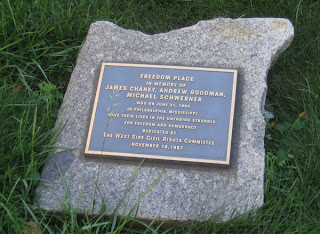 FREEDOM PLACE
IN MEMORY OF
JAMES CHANEY, ANDREW GOODMAN,
MICHAEL SCHWERNER
WHO ON JUNE 21, 1964
IN PHILADELPHIA, MISSISSIPPI
GAVE THEIR LIVES IN THE UNENDING STRUGGLE
FOR FREEDOM AND DEMOCRACY
DEDICATED BY
THE WEST SIDE CIVIL RIGHTS COMMITTEE
NOVEMBER 19, 1967